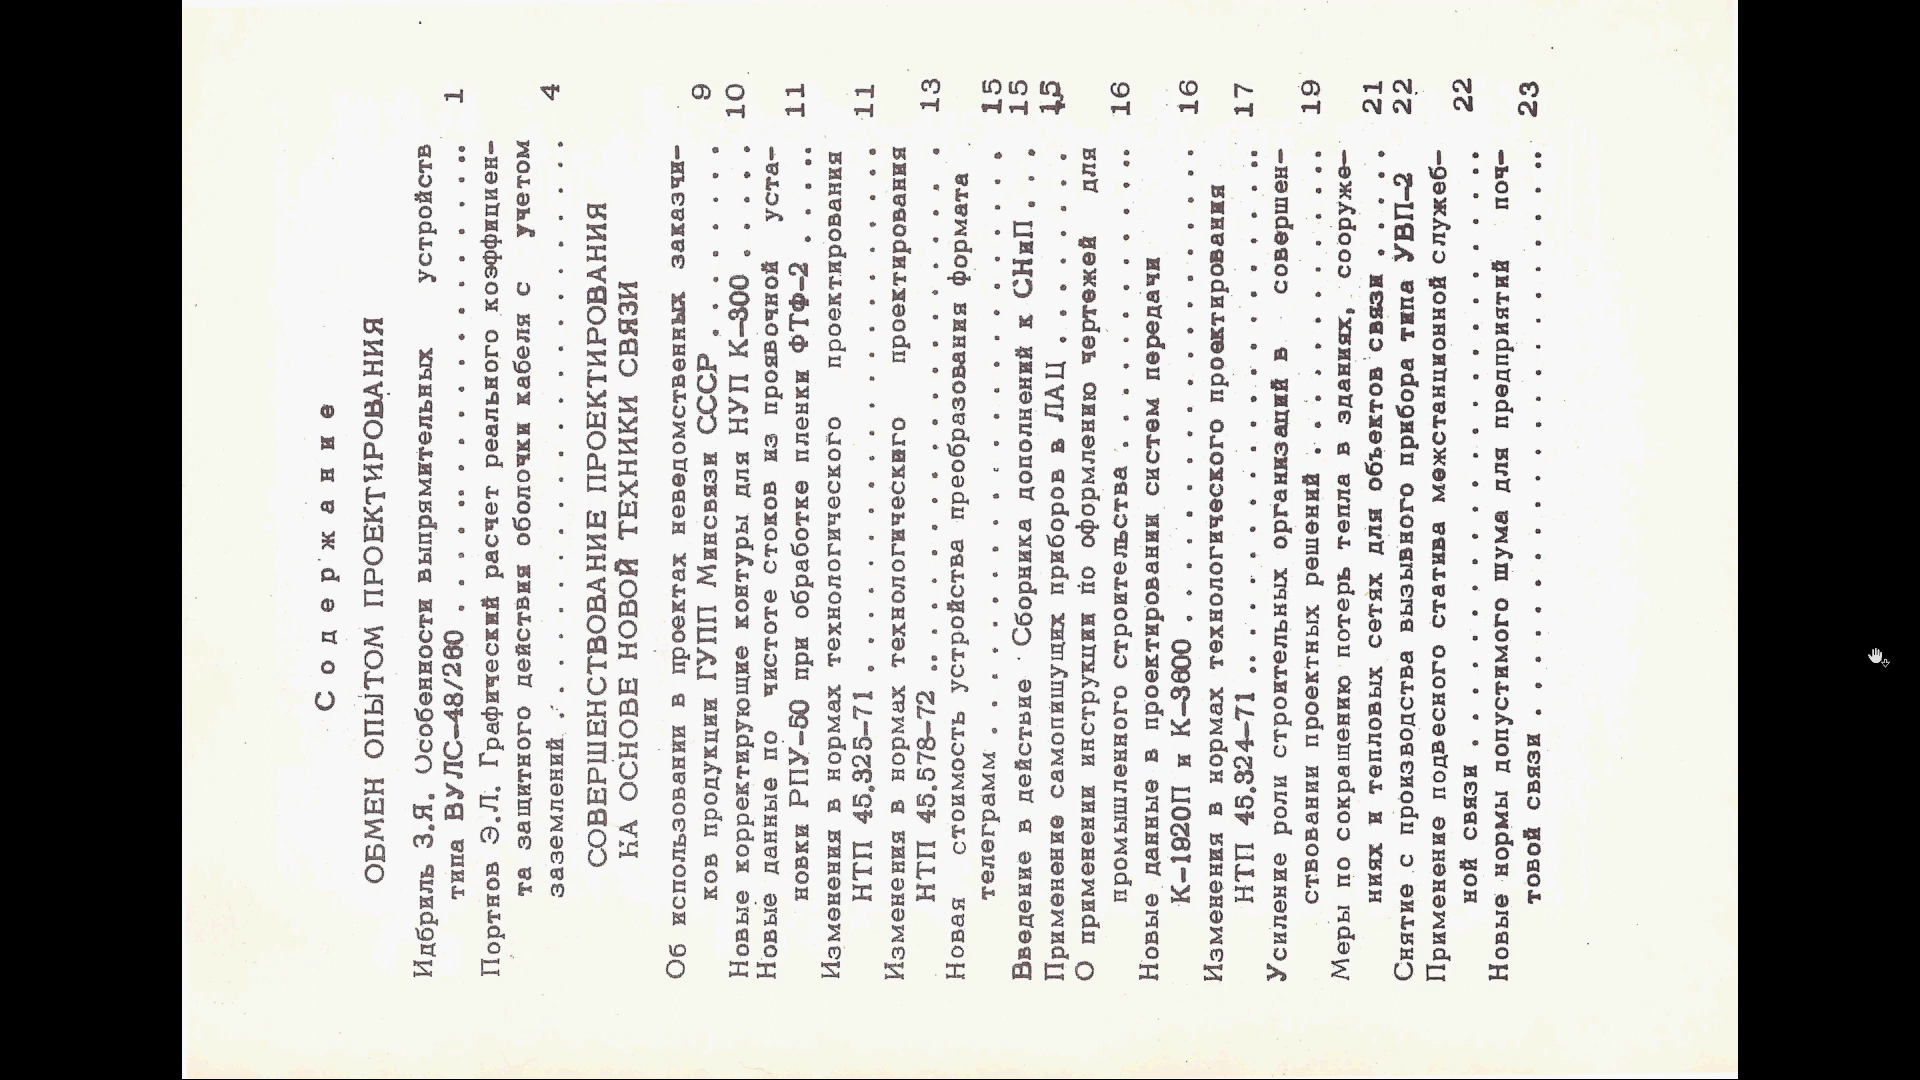 Содержание
ОБМЕН ОПЫТОМ ПРОЕКТИРОВАНИЯ
Идбриль З.Я. Особенности выпрямительных устройств
типа ВУЛС-48/260 . . . . . .. . . . . . . . . . . . . . . . .. 1
Портнов Э.Л. Графический расчет реального коэфициен-
та защитного действия оболочки кабеля с учетом
заземлений . . . . . . . . . . . . . . . . . . . . . . . . . . . 4
СОВЕРШЕНСТВОВАНИЕ ПРОЕКТИРОВАНИЯ
НА ОСНОВЕ НОВОЙ ТЕХНИКИ СВЯЗИ
Об использовании в проектах неведомственных заказчи-
ков продукции ГУПП Минсвязи СССР . . . . . . . . . 9
Новые корректирующие контуры для НУП К-300 . . . . . 10
Новые данные по чистоте стоков из проявочной уста-
новки РПУ-50 при обработке пленки ФТФ-2 . . . .. 11
Изменения в нормах технологического проектирования
НТП 45.325-71 . . . . . . . . . . . . . . . . . . . . . . . . 11
Изменения в нормах технологического проектирования
НТП 45.578-72 .. . . . . . . . . . . . . . . . . . . . . . . 13
Новая стоимость устройства преобразования формата
телеграмм . . . . . . . . . . . . . . . . . . . . . . . . . . . 15
Введение в действие Сборника дополнений к СНиП . . . . 15
Применение самопишущих приборов в ЛАЦ . . . . . . . . . 15
О применении инструкции по оформлению чертежей для
промышленного строительства . . . . . . . . . . . . . .. 16
Новые данные в проектировании систем передачи
К-1920П и К-3600 . . . . . . . . . . . . . . . . . . . . . .. 16
Изменения в нормах технологического проектирования
НТП 45.324-71 .. . . . . . . . . . . . . . . . . . . . . . .. 17
Усиление роли строительных организаций в совершен-
ствовании проектных решений . . . . . . . . . . . . . .. 19
Меры по сокращению потерь тепла в зданиях, сооруже-
ниях и тепловых сетях для объектов связи . . . . . . 21
Снятие с производства вызывного прибора типа УВП-2 22
Применение подвесного статива межстанционной служеб-
ной связи . . . . . . . . . . . . . . . . . . . . . . . . . . .. 22
Новые нормы допустимого шума для предприятий поч-
товой связи . . . . . . . . . . . . . . . . . . . . . . . . . .. 23